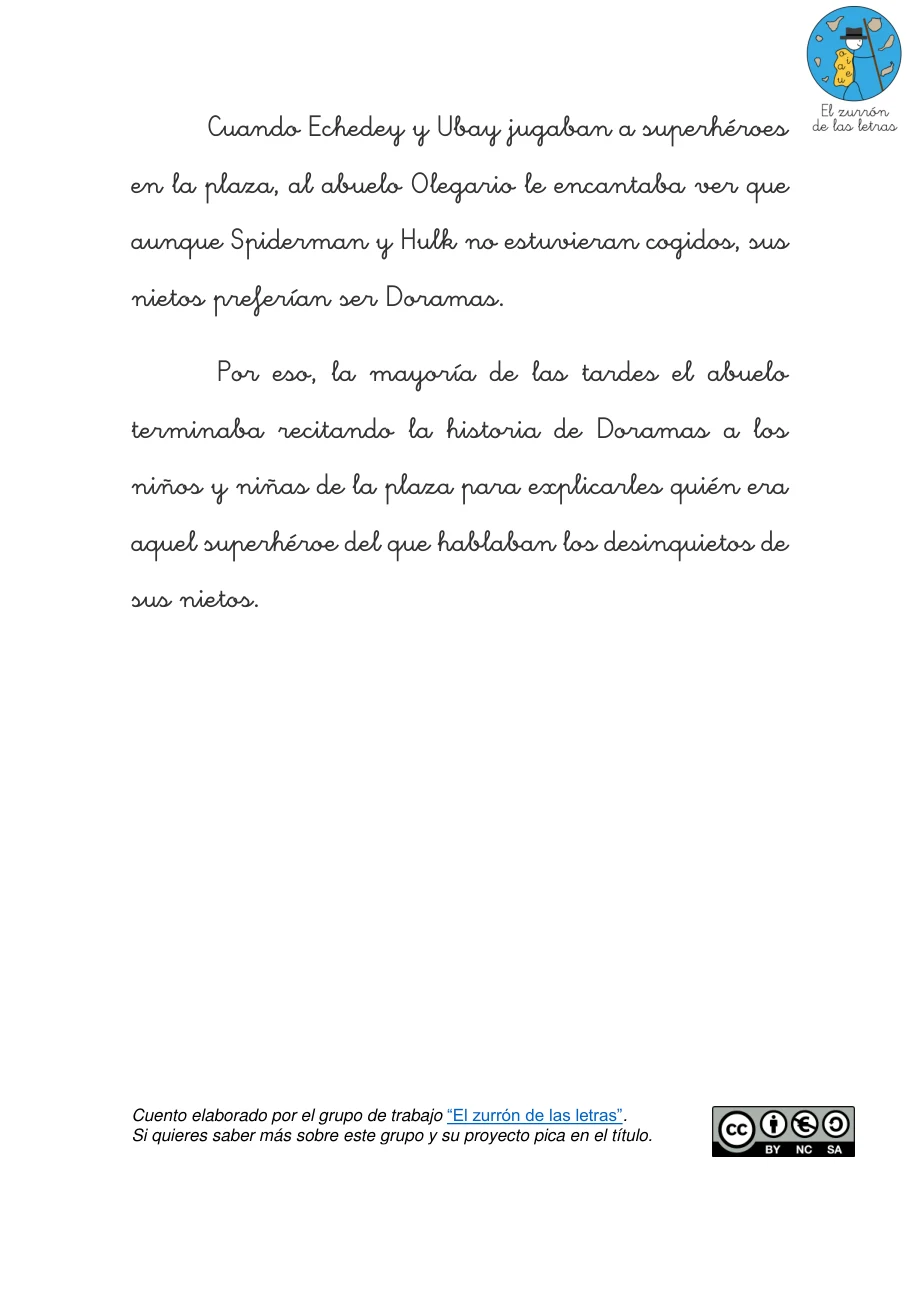 El zurrón
de las letras
Cuando Echedey y Ubay jugaban a superhéroes
en la plaza, al abuelo Olegario le encantaba ver que
aunque Spiderman y Hulk no estuvieran cogidos, sus
nietos preferían ser Doramas.
Por eso, la mayoría de las tardes el abuelo
terminaba recitando la historia de Doramas a los
niños y niñas de la plaza para explicarles quién era
aquel superhéroe del que hablaban los desinquietos de
sus nietos.
Cuento elaborado por el grupo de trabajo “El zurrón de las letras”.
Si quieres saber más sobre este grupo y su proyecto pica en el título.
cc
BY NC SA